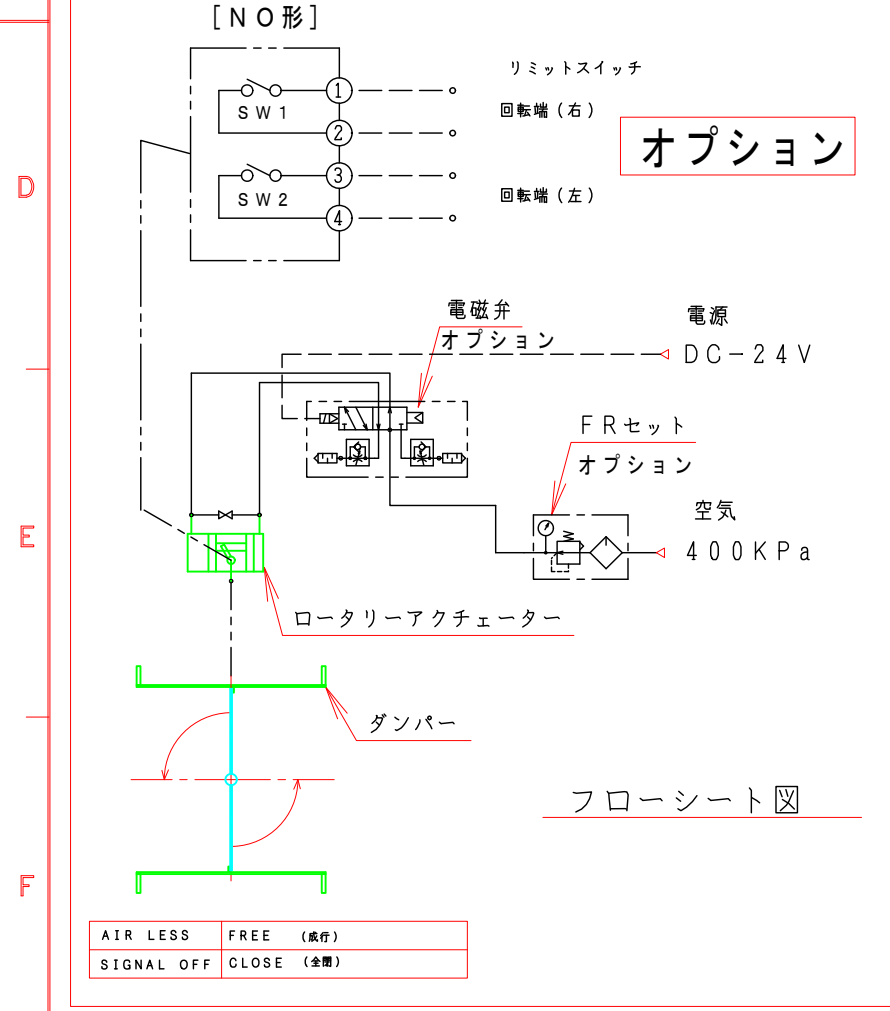 [ＮＯ形]
リミットスイッチ
ＳＷ１
1
回転端（右）
2
オプション
D
3
ＳＷ２
回転端（左）
4
電磁弁
オプション
電源
DC－24V
ＦＲセット
オプション
空気
400KPa
E
ロータリーアクチェーター
ダンパー
フローシート図
F
AIR LESS FREE （成行）
SIGNAL OFF CLOSE （全閉）